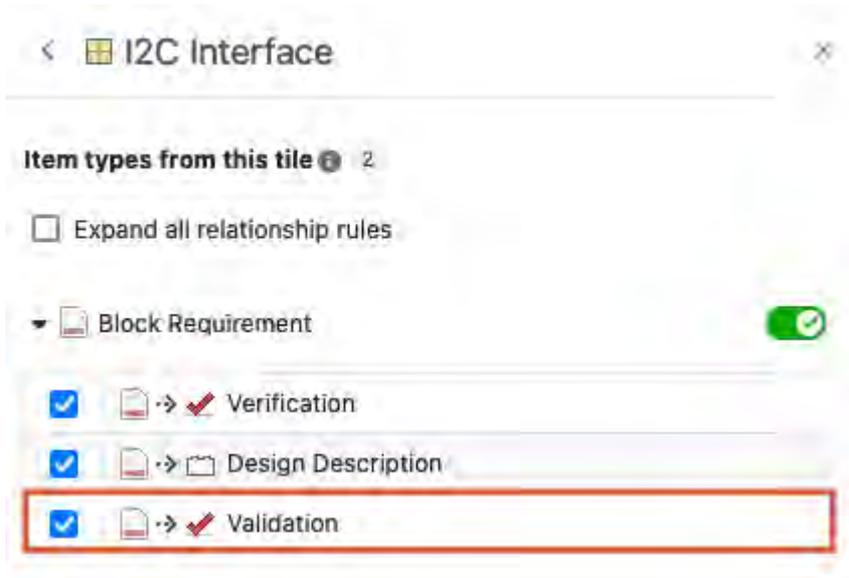 I2C Interface
Item types from this tile 2
Expand all relationship rules
Block Requirement
Verification
Design Description
Validation